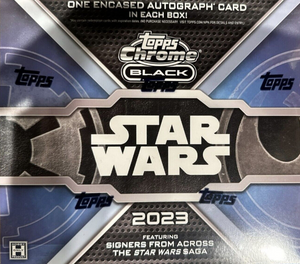 ONE ENCASED AUTOGRAPH CARD
IN EACH BOX!
Topps
Chrome
BLACK
Topps
Topps
STAR
WARS
Topps
Topps
2023
FEATURING
SIGNERS FROM ACROSS
THE STAR WARS SAGA
H